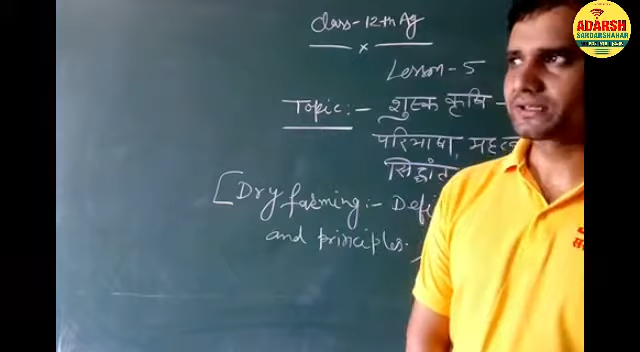 Class-12th Ag
Lesson-5
Topic:- शुष्क कृषि-
परिभाषा, महत्व
सिद्धांत
[Dry farming:- Defi
and principles.
ADARSH
SARDARSHAHAR